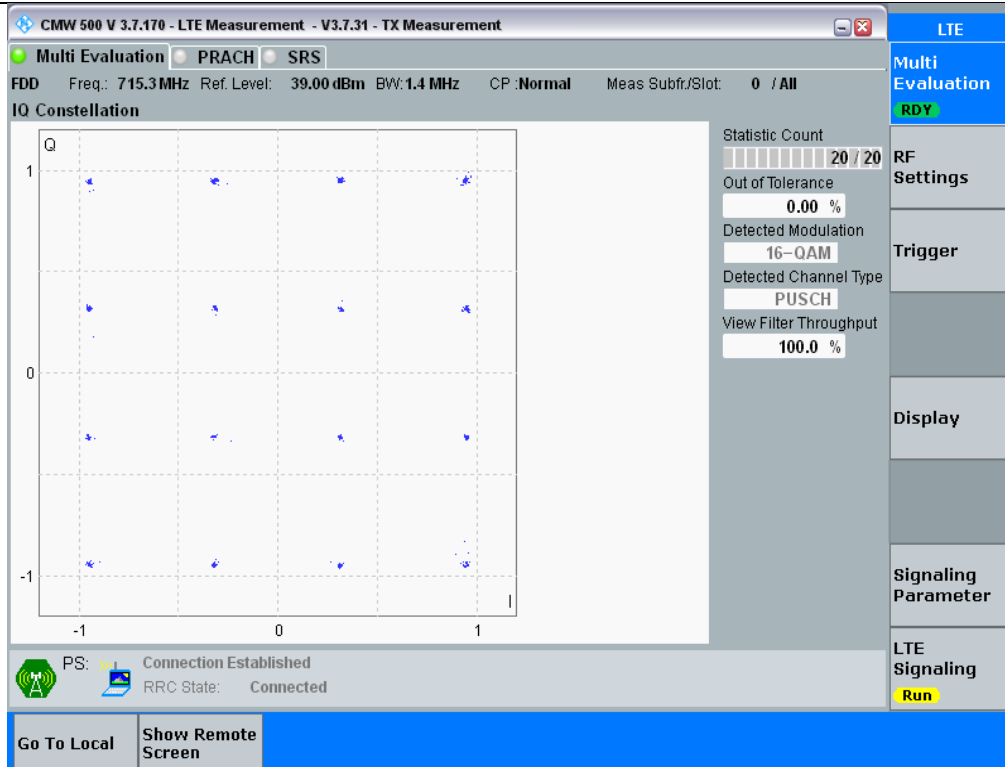 CMW 500 V 3.7.170 - LTE Measurement - V3.7.31 - TX Measurement
LTE
Multi Evaluation PRACH SRS
FDD Freq.: 715.3 MHz Ref. Level: 39.00 dBm BW: 1.4 MHz CP : Normal Meas Subfr./Slot: 0 / All
IQ Constellation
Q
1
0
-1
I
-1 0 1
Statistic Count
20 / 20
Out of Tolerance
0.00 %
Detected Modulation
16-QAM
Detected Channel Type
PUSCH
View Filter Throughput
100.0 %
Multi
Evaluation
RDY
RF
Settings
Trigger
Display
Signaling
Parameter
LTE
Signaling
Run
PS: Connection Established
RRC State: Connected
Go To Local
Show Remote
Screen